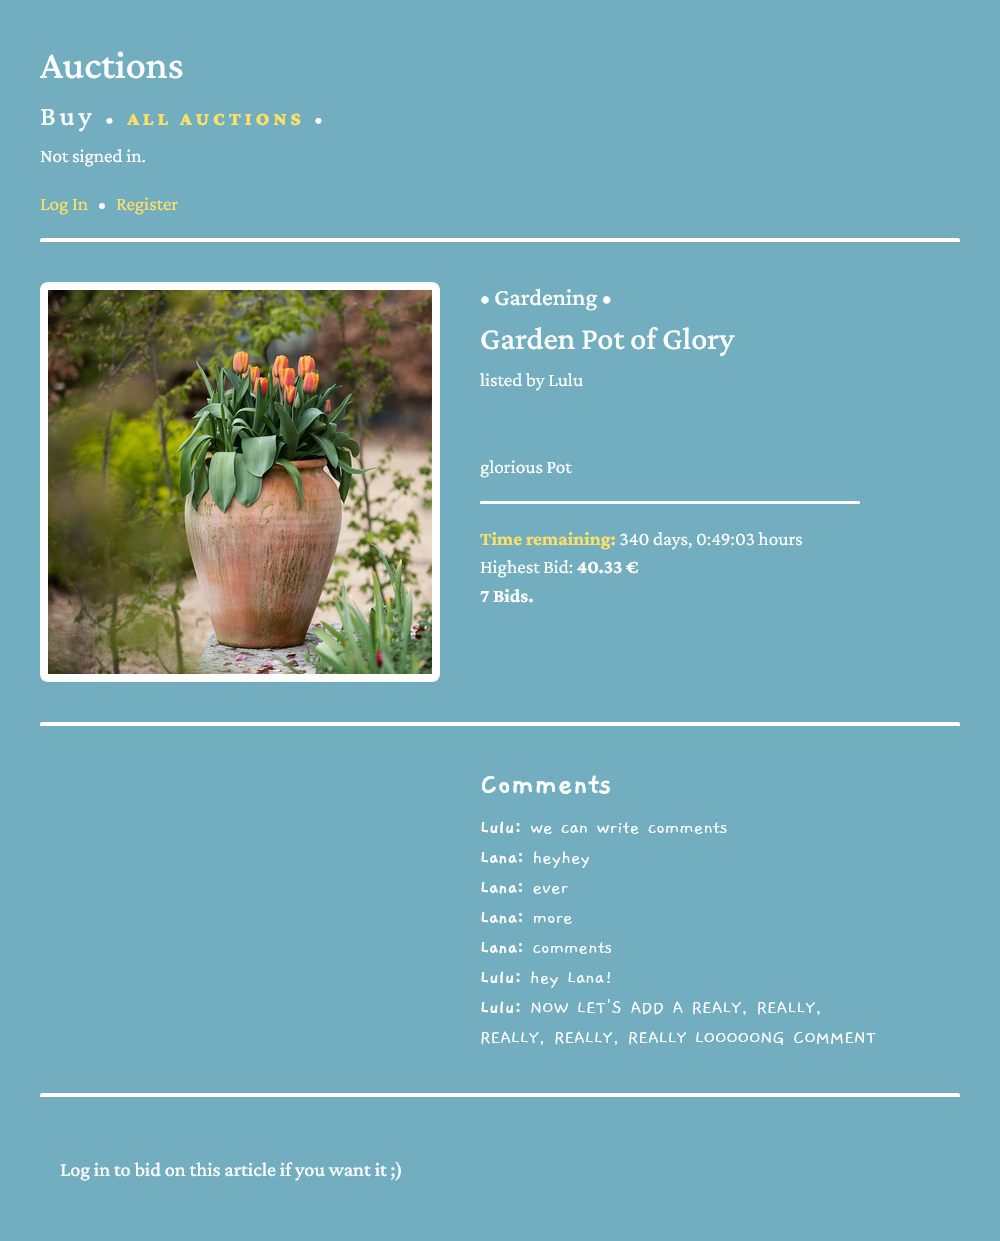 Auctions
Buy • ALL AUCTIONS •
Not signed in.
Log In • Register
• Gardening •
Garden Pot of Glory
listed by Lulu
glorious Pot
Time remaining: 340 days, 0:49:03 hours
Highest Bid: 40.33 €
7 Bids.
Comments
Lulu: we can write comments
Lana: heyhey
Lana: ever
Lana: more
Lana: comments
Lulu: hey Lana!
Lulu: NOW LET'S ADD A REALY, REALLY,
REALLY, REALLY, REALLY LOOOOONG COMMENT
Log in to bid on this article if you want it ;)